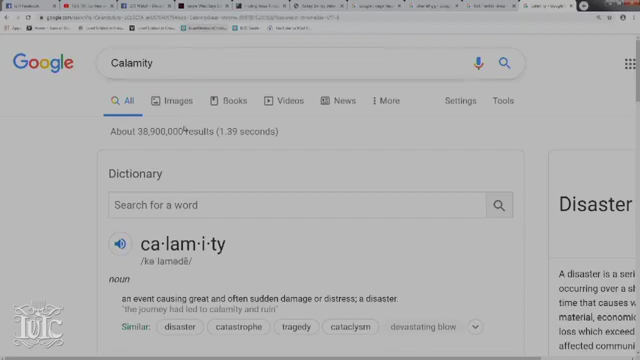 Google
Calamity
All Images Books Videos News More Settings Tools
About 38,900,000 results (1.39 seconds)
Dictionary
Search for a word
ca·lam·i·ty
/kəˈlamədē/
noun
an event causing great and often sudden damage or distress; a disaster.
"the journey had led to calamity and ruin"
Similar: disaster catastrophe tragedy cataclysm devastating blow
Disaster
A disaster is a seri
occurring over a sh
time that causes w
material, economic
loss which exceed
affected communi
IUIC